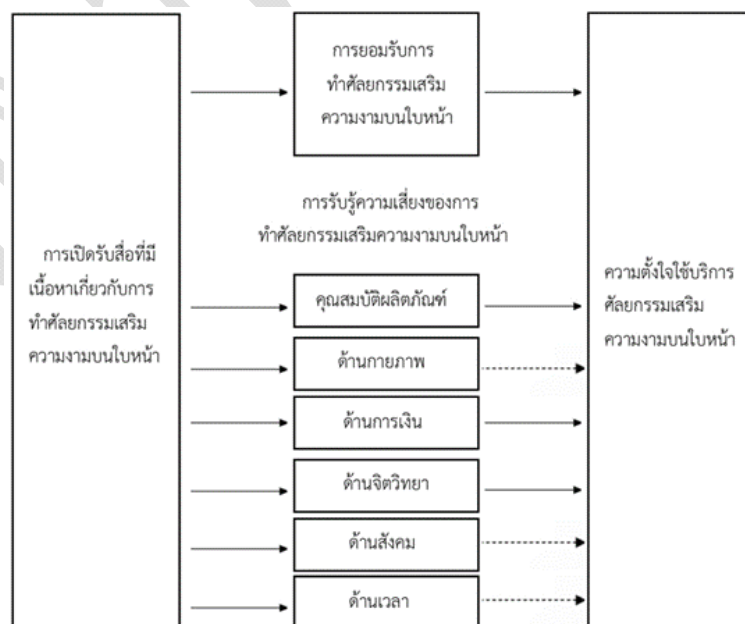 การยอมรับการ
ทำศัลยกรรมเสริม
ความงามบนใบหน้า
การรับรู้ความเสี่ยงของการ
ทำศัลยกรรมเสริมความงามบนใบหน้า
การเปิดรับสื่อที่มี
เนื้อหาเกี่ยวกับการ
ทำศัลยกรรมเสริม
ความงามบนใบหน้า
คุณสมบัติผลิตภัณฑ์
ด้านกายภาพ
ด้านการเงิน
ด้านจิตวิทยา
ด้านสังคม
ด้านเวลา
ความตั้งใจใช้บริการ
ศัลยกรรมเสริม
ความงามบนใบหน้า